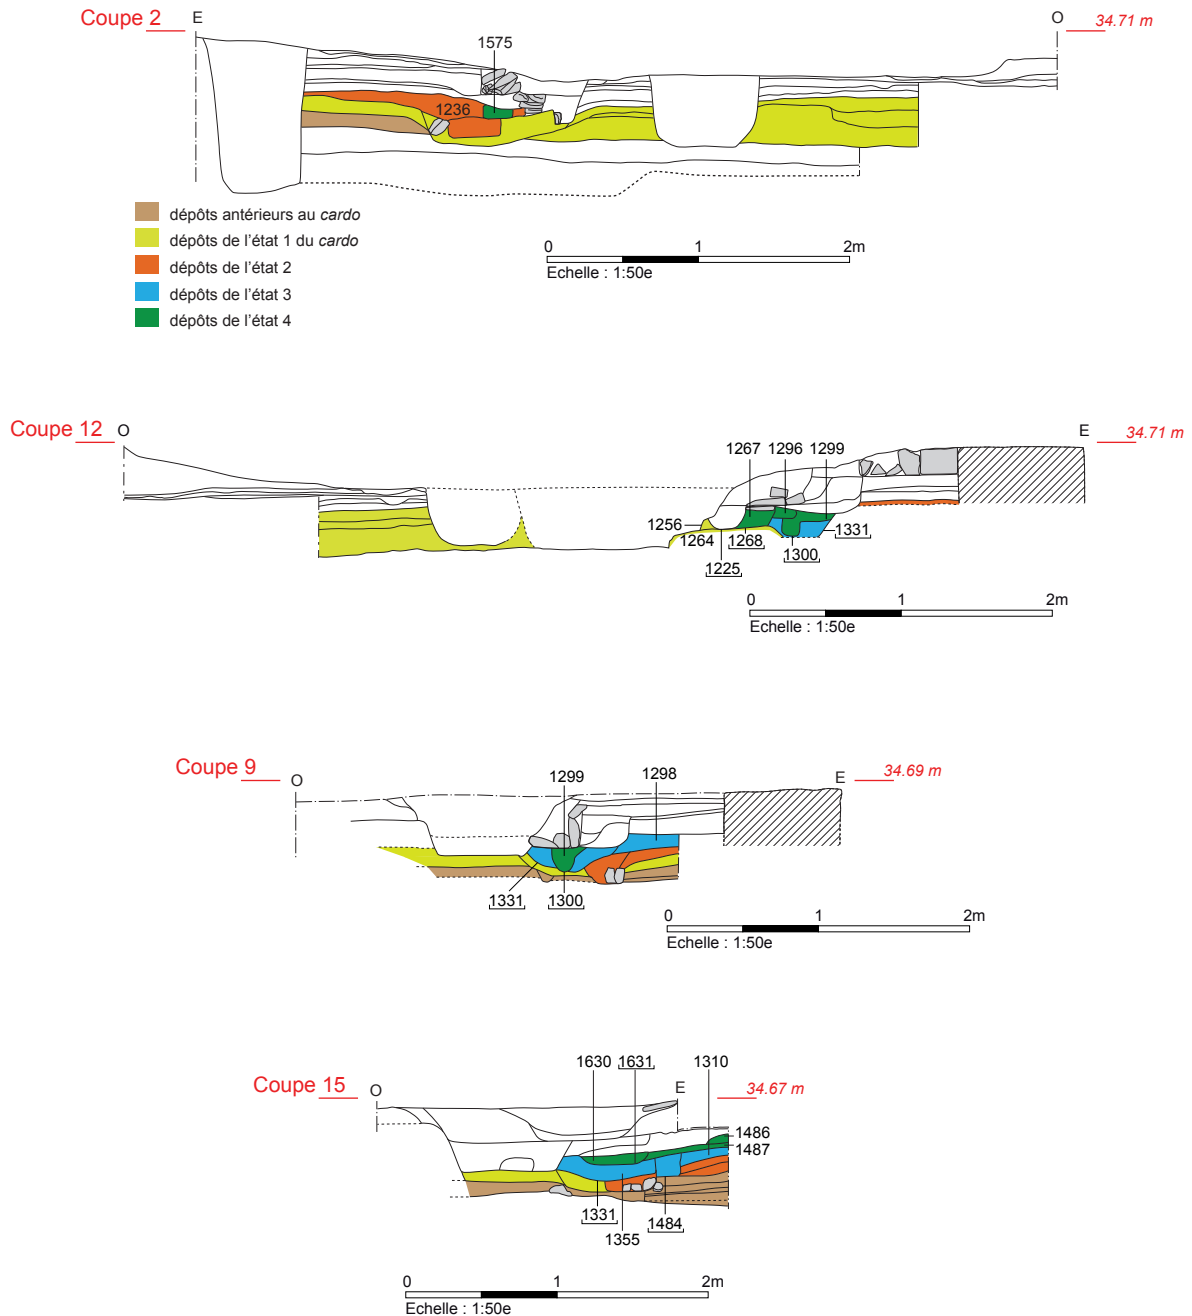 Coupe 2 E O 34.71 m
1575
1236
dépôts antérieurs au cardo
dépôts de l'état 1 du cardo
dépôts de l'état 2
dépôts de l'état 3
dépôts de l'état 4
0 1 2m
Echelle : 1:50e
Coupe 12 O E 34.71 m
1267 1296 1299
1256
1264 1268 1331
1300
1225
0 1 2m
Echelle : 1:50e
Coupe 9 O E 34.69 m
1299 1298
1331 1300
0 1 2m
Echelle : 1:50e
1630 1631 1310
Coupe 15 O E 34.67 m
1486
1487
1331 1484
1355
0 1 2m
Echelle : 1:50e